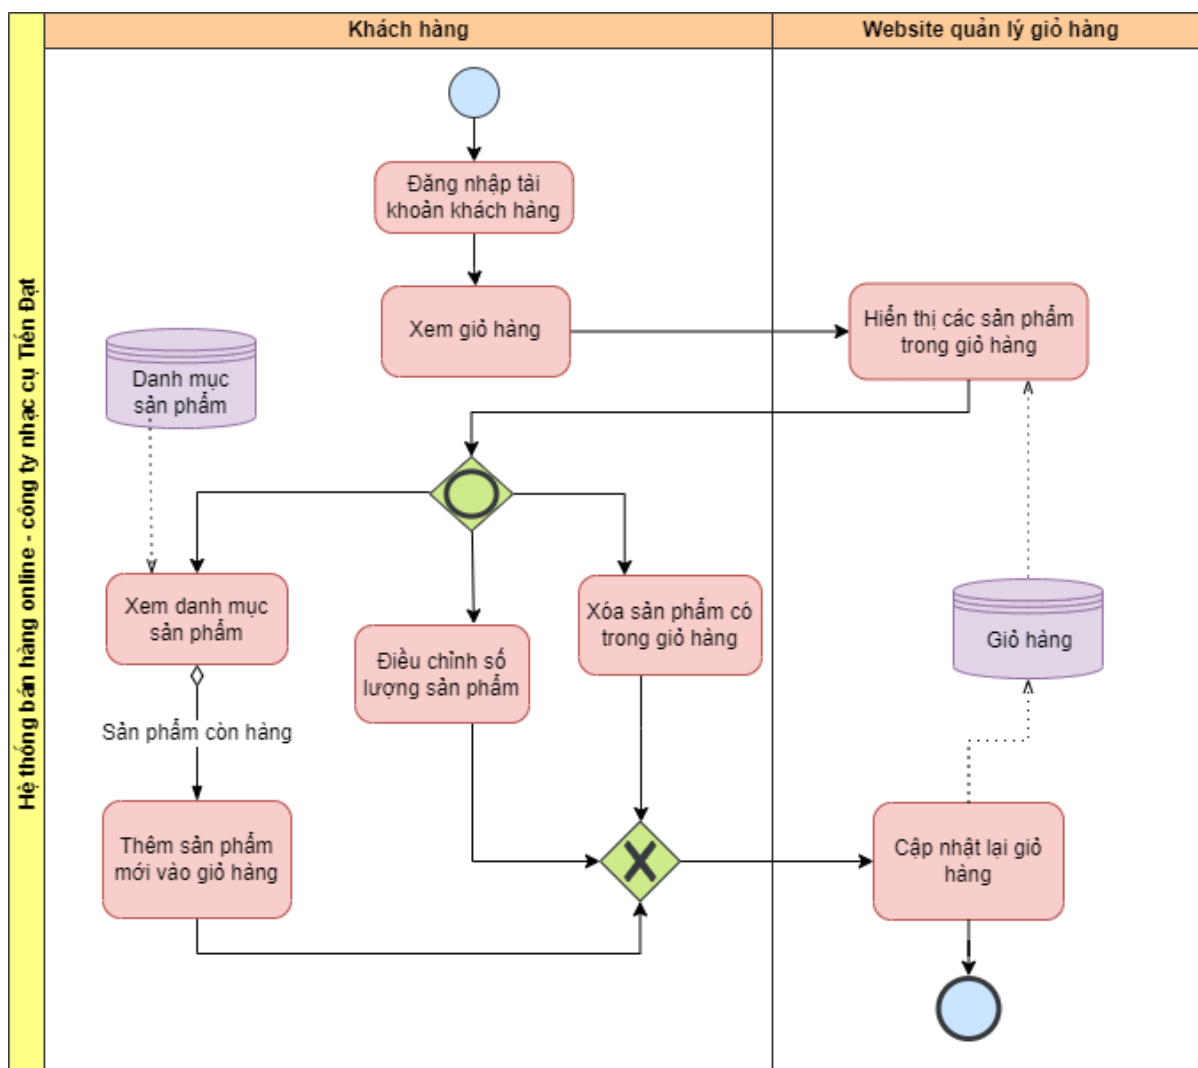 Hệ thống bán hàng online - công ty nhạc cụ Tiến Đạt
Khách hàng
Website quản lý giỏ hàng
Đăng nhập tài
khoản khách hàng
Xem giỏ hàng
Hiển thị các sản phẩm
trong giỏ hàng
Danh mục
sản phẩm
Xem danh mục
sản phẩm
Điều chỉnh số
lượng sản phẩm
Xóa sản phẩm có
trong giỏ hàng
Giỏ hàng
Sản phẩm còn hàng
Thêm sản phẩm
mới vào giỏ hàng
Cập nhật lại giỏ
hàng